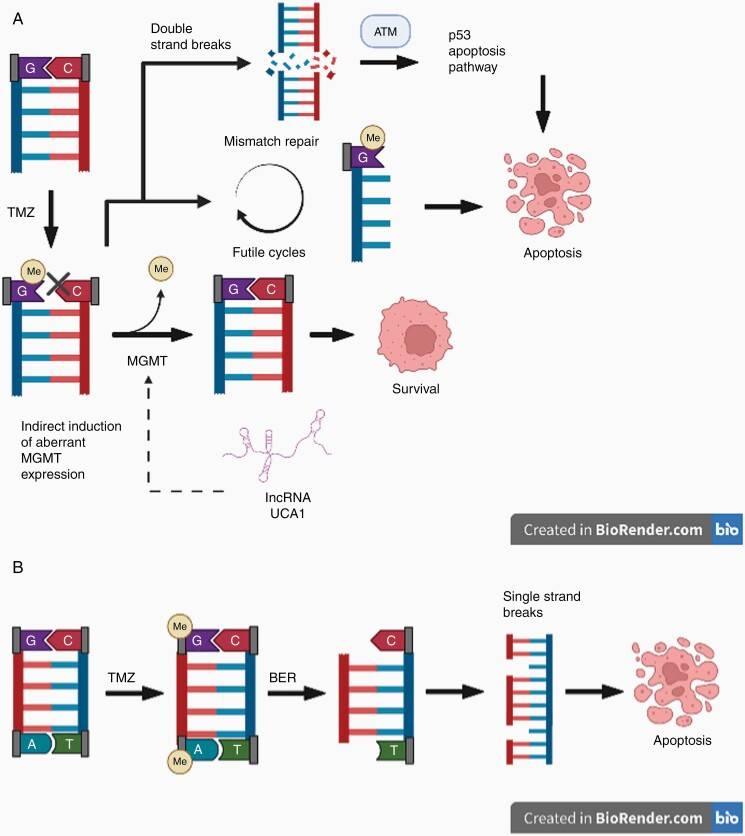 A
Double
strand breaks
ATM
p53
apoptosis
pathway
G C
Mismatch repair
Me
G
TMZ
Futile cycles
Apoptosis
Me
G C
Me
G C
MGMT
Survival
Indirect induction
of aberrant
MGMT
expression
lncRNA
UCA1
Created in BioRender.com bio
B
Single strand
breaks
G C
Me
G C
C
TMZ
BER
A T
A T
Me
T
Apoptosis
Created in BioRender.com bio